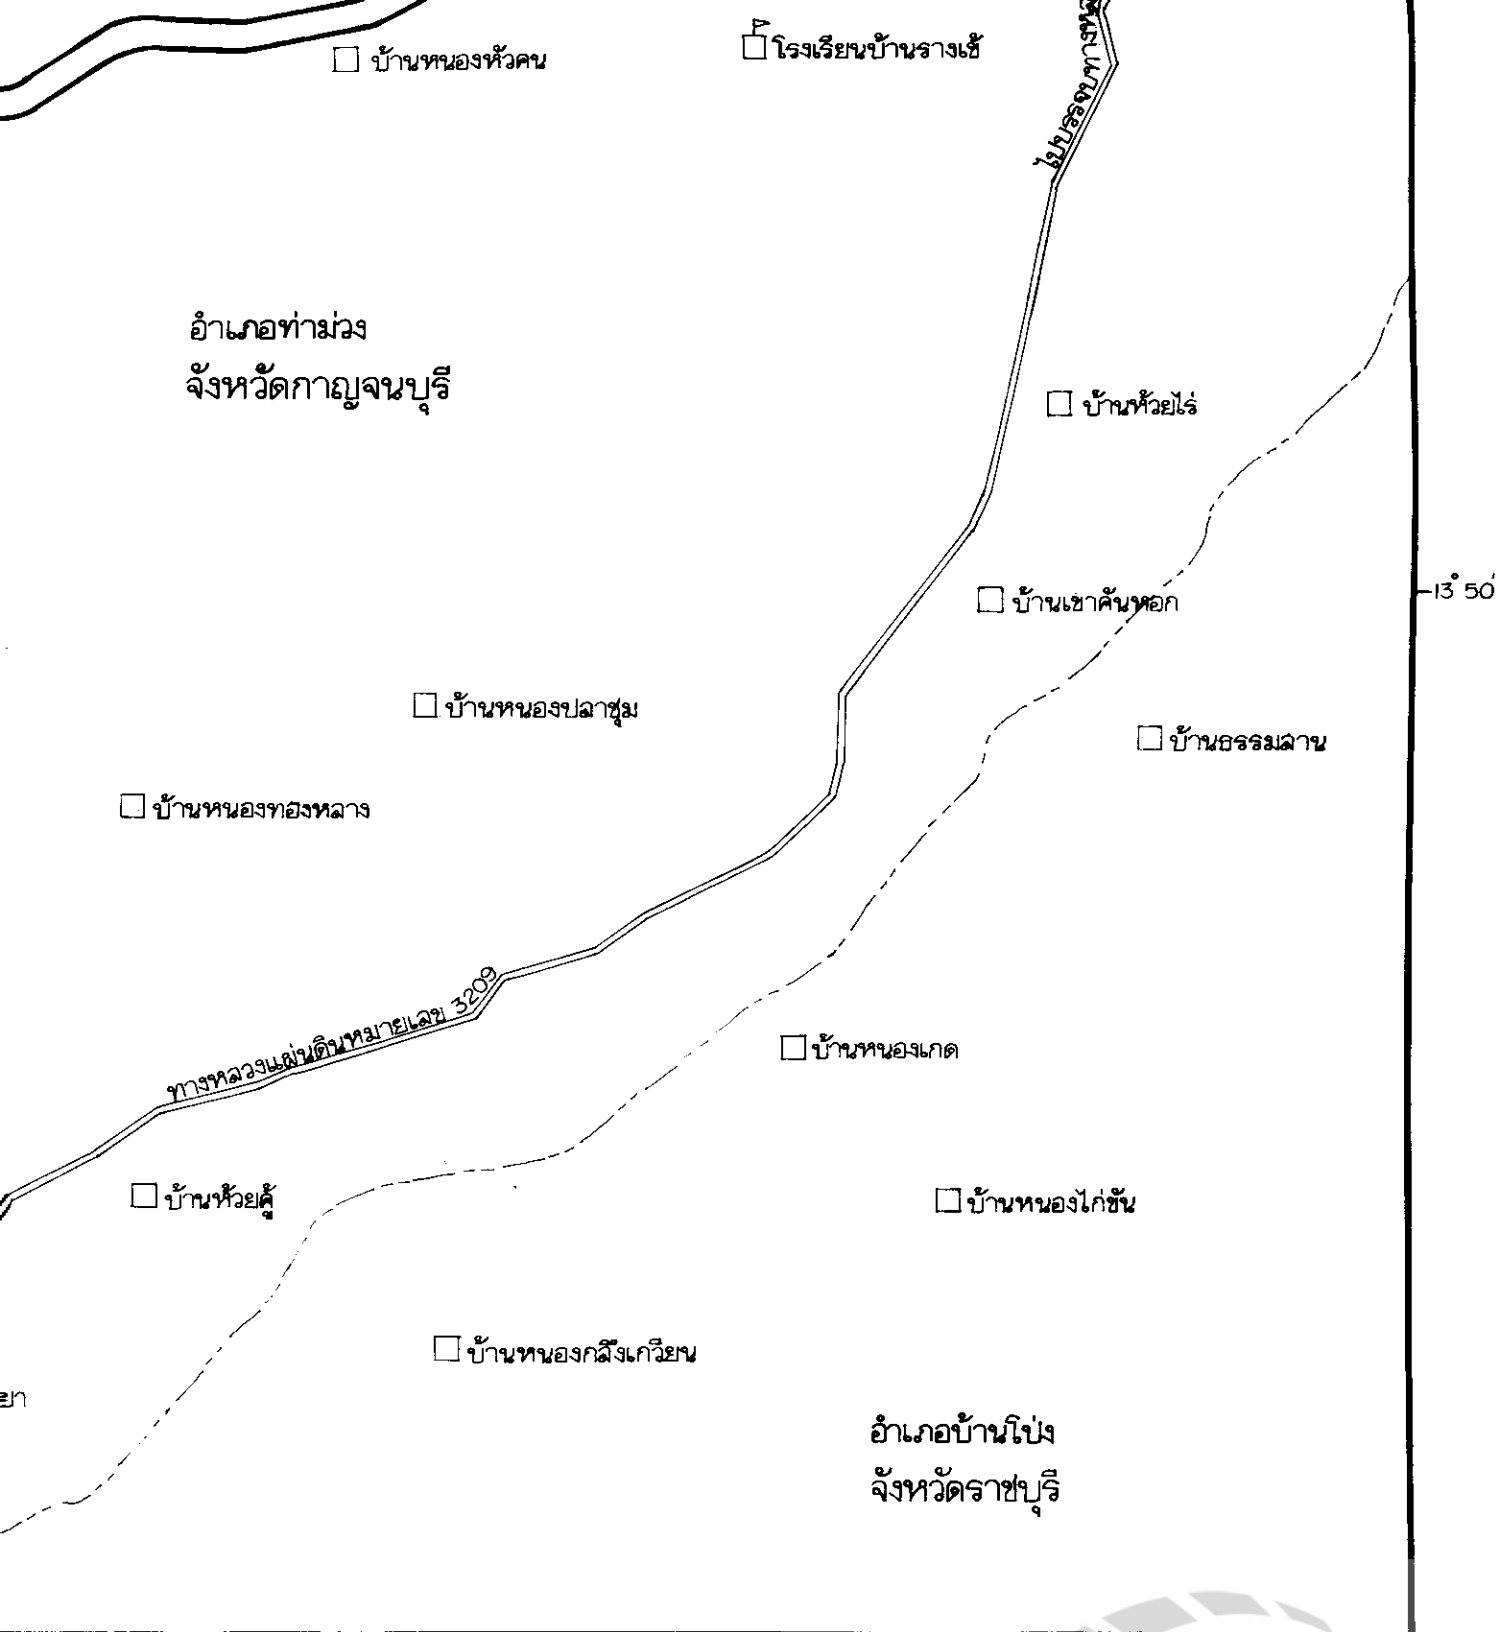 บ้านหนองหัวคน
โรงเรียนบ้านรางเข้
ไปบรรจบทางหล
อำเภอท่าม่วง
จังหวัดกาญจนบุรี
บ้านห้วยไร่
13° 50'
บ้านเขาคันหอก
บ้านหนองปลาซุม
บ้านธรรมลาน
บ้านหนองทองหลาง
ทางหลวงแผ่นดินหมายเลข 3209
บ้านหนองเกด
บ้านห้วยคู้
บ้านหนองไก่ขัน
บ้านหนองกลึงเกวียน
ยา
อำเภอบ้านโป่ง
จังหวัดราชบุรี